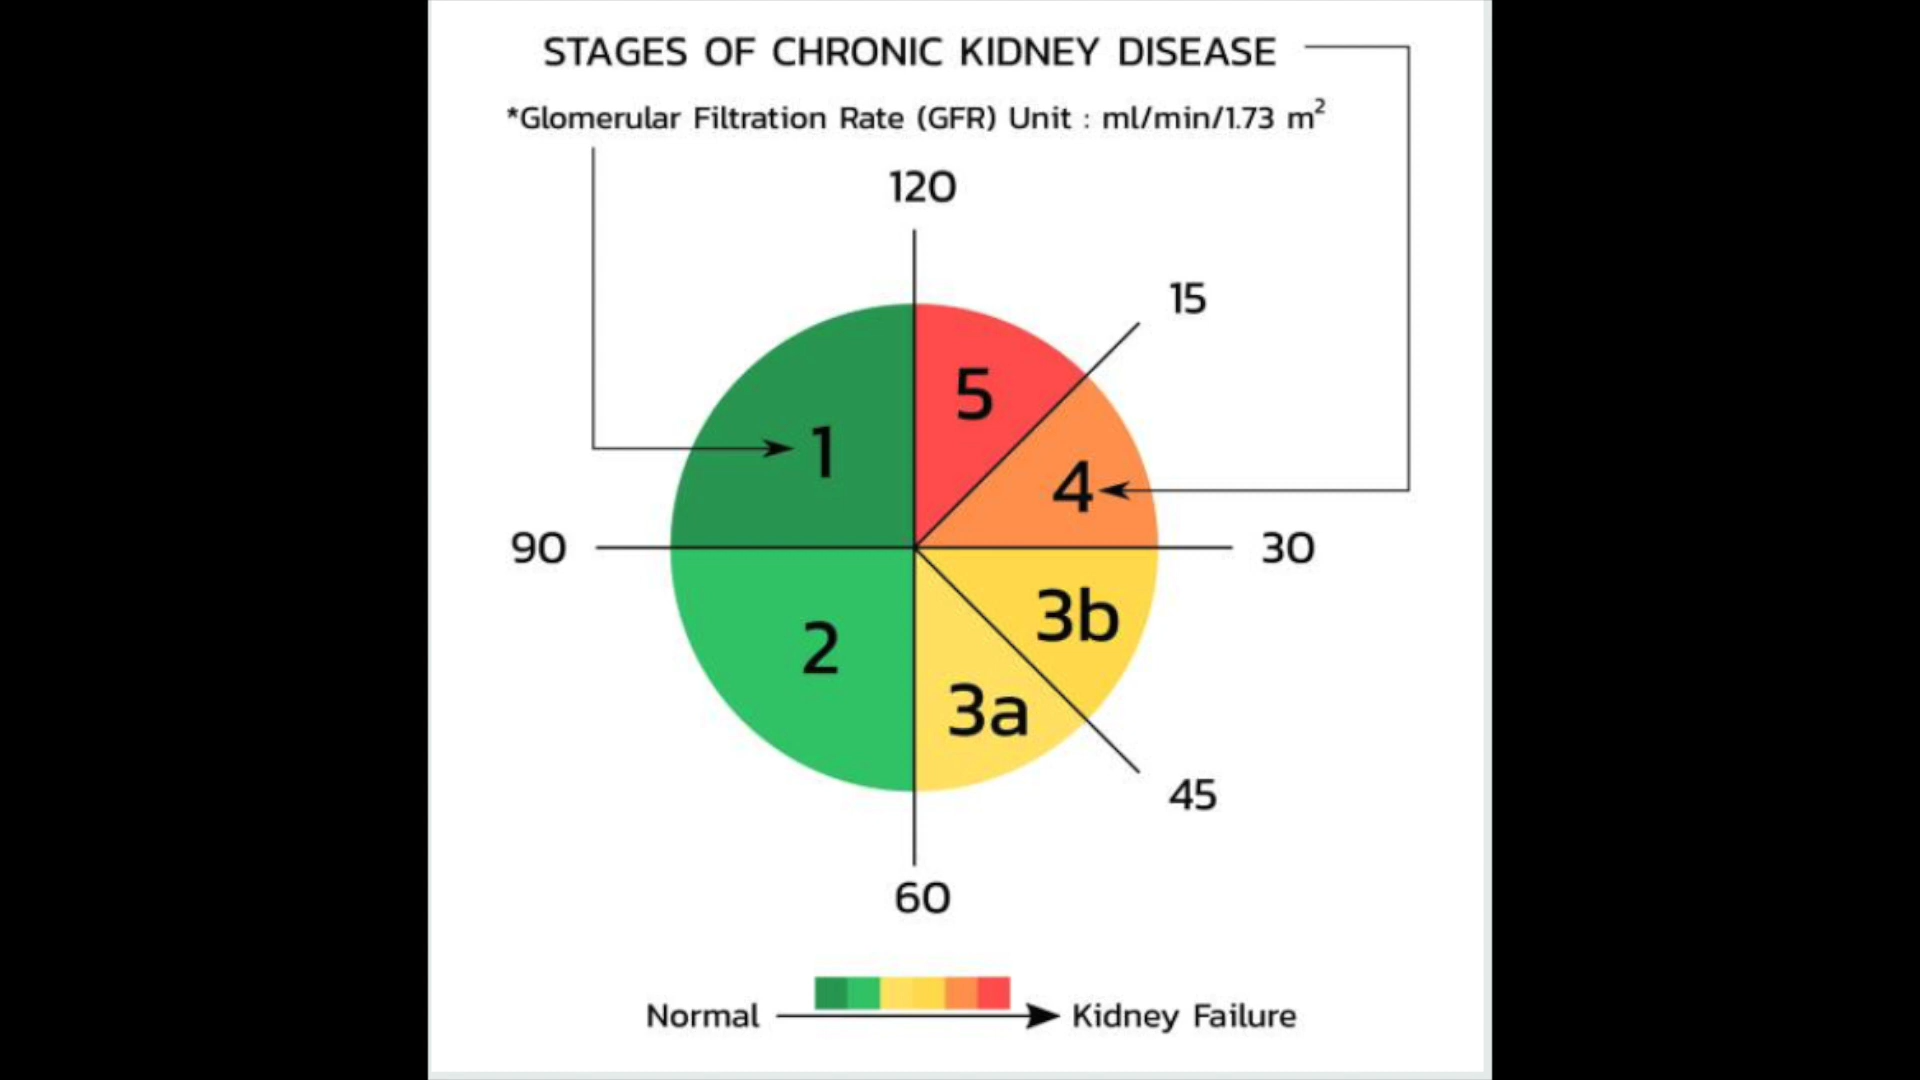 STAGES OF CHRONIC KIDNEY DISEASE
*Glomerular Filtration Rate (GFR) Unit : ml/min/1.73 m²
120
15
5
1
4
90
30
3b
2
3a
45
60
Normal
Kidney Failure